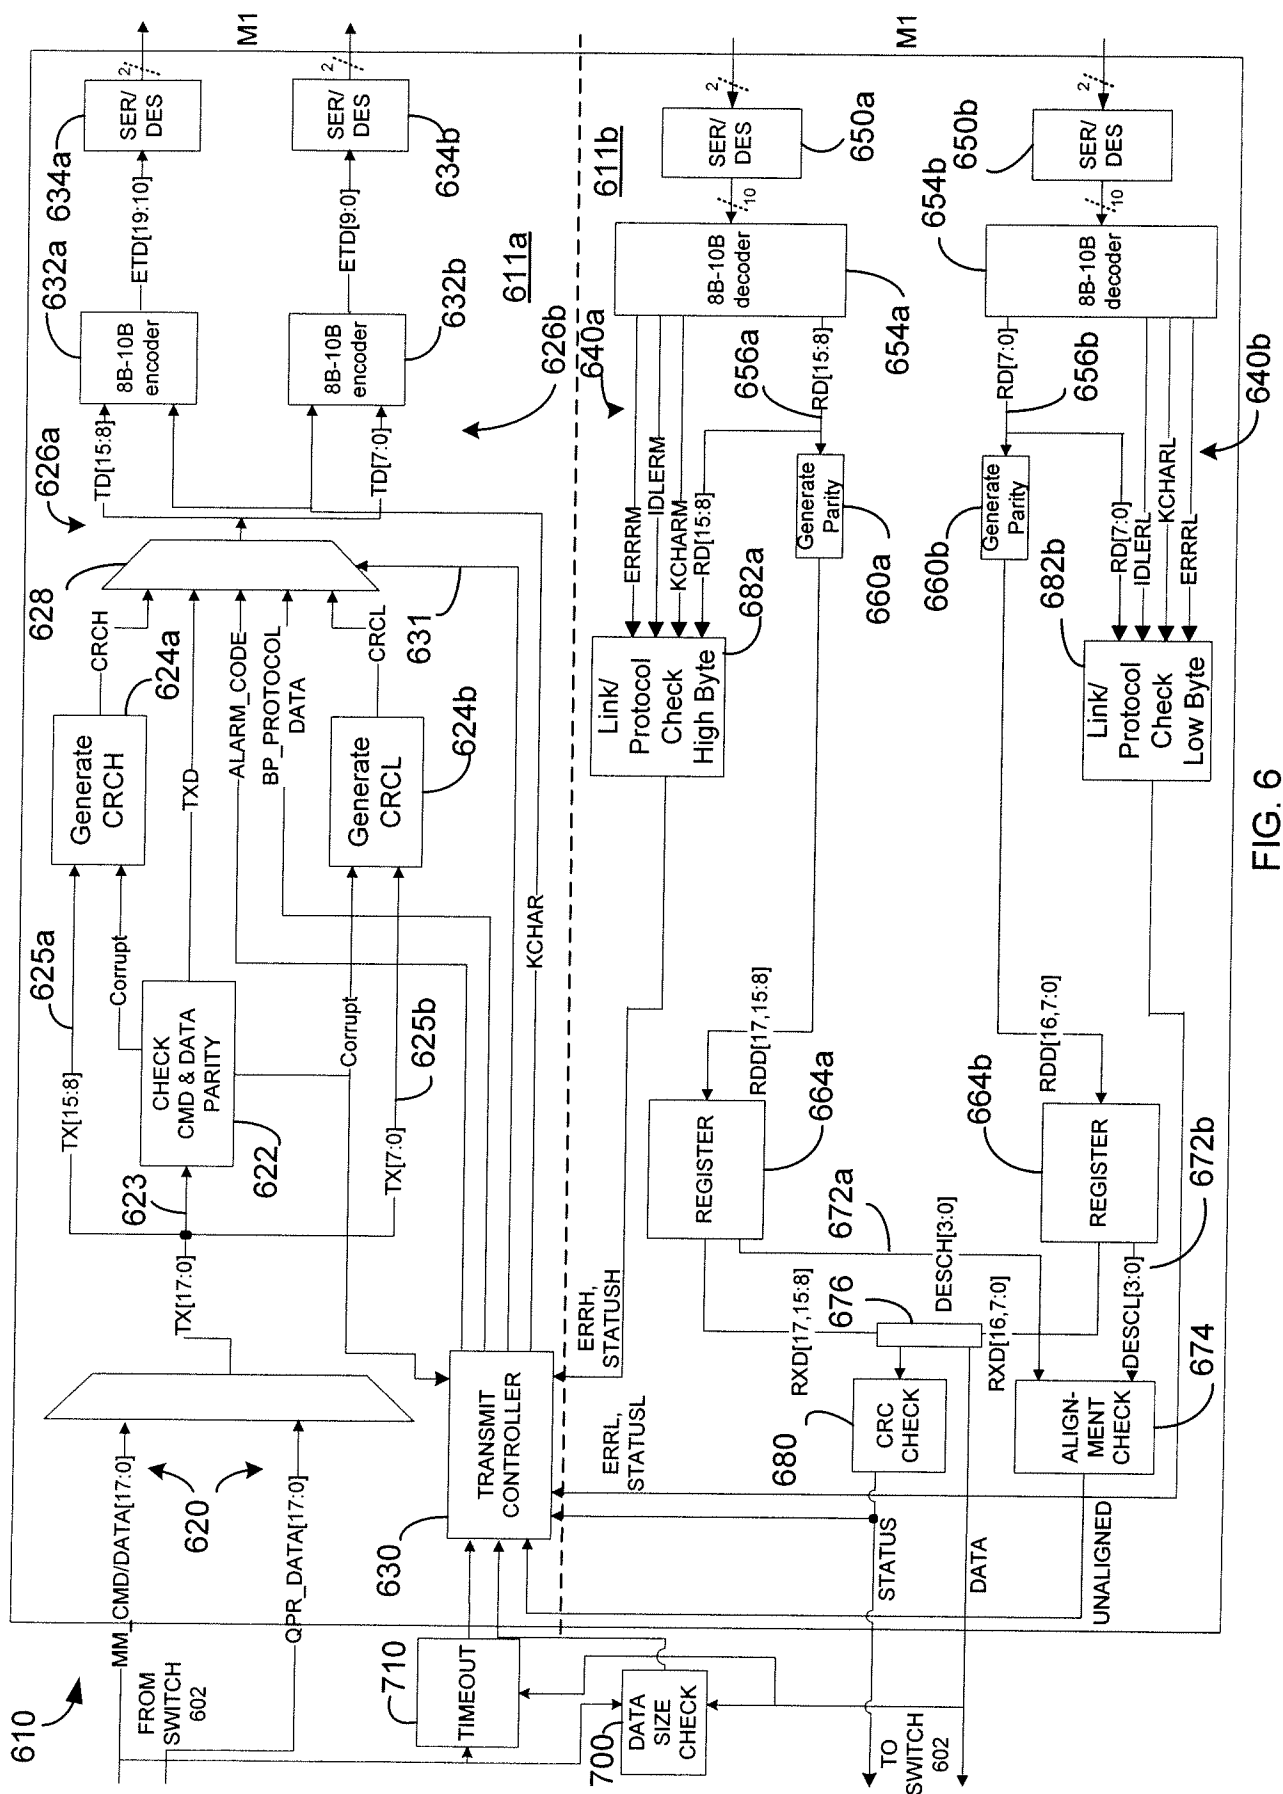 610
MM_CMD/DATA[17:0]
FROM
SWITCH
602
QPR_DATA[17:0]
620
TX[17:0]
623
TX[15:8]
625a
CHECK
CMD & DATA
PARITY
622
Corrupt
Corrupt
TX[7:0]
625b
Generate
CRCH
624a
CRCH
TXD
ALARM_CODE
BP_PROTOCOL
DATA
Generate
CRCL
624b
CRCL
631
628
KCHAR
626a
TD[15:8]
TD[7:0]
626b
8B-10B
encoder
632a
ETD[19:10]
SER/
DES
634a
2
M1
8B-10B
encoder
632b
ETD[9:0]
SER/
DES
634b
2
611a
TRANSMIT
CONTROLLER
630
TIMEOUT
710
DATA
SIZE
CHECK
700
611b
M1
2
SER/
DES
650a
10
8B-10B
decoder
654a
640a
ERRRM
IDLERM
KCHARM
RD[15:8]
656a
RD[15:8]
Generate
Parity
660a
Link/
Protocol
Check
High Byte
682a
ERRH,
STATUSH
ERRL,
STATUSL
RDD[17,15:8]
REGISTER
664a
672a
DESCH[3:0]
RXD[17,15:8]
676
RXD[16,7:0]
2
SER/
DES
650b
10
8B-10B
decoder
654b
RD[7:0]
656b
Generate
Parity
660b
RD[7:0]
IDLERL
KCHARL
ERRRL
640b
Link/
Protocol
Check
Low Byte
682b
RDD[16,7:0]
REGISTER
664b
672b
DESCL[3:0]
ALIGN-
MENT
CHECK
674
CRC
CHECK
680
STATUS
DATA
UNALIGNED
TO
SWITCH
602
FIG. 6